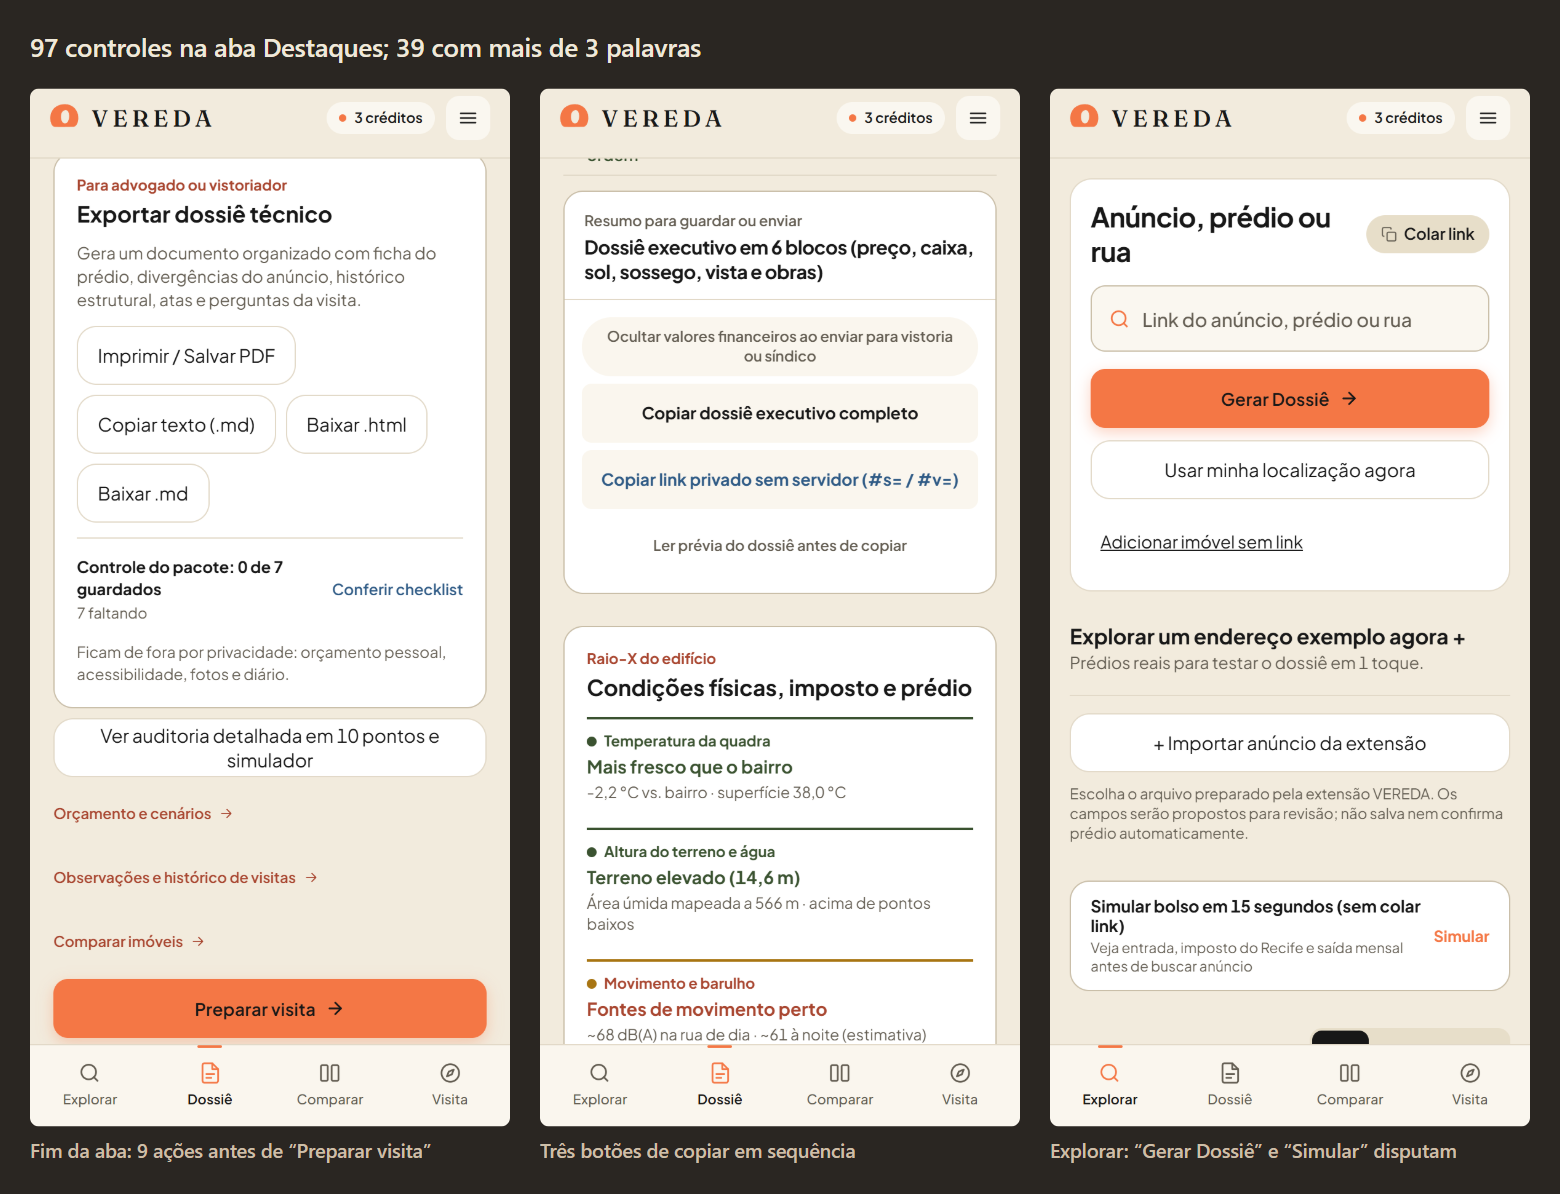 97 controles na aba Destaques; 39 com mais de 3 palavras
VEREDA
3 créditos
Para advogado ou vistoriador
Exportar dossiê técnico
Gera um documento organizado com ficha do
prédio, divergências do anúncio, histórico
estrutural, atas e perguntas da visita.
Imprimir / Salvar PDF
Copiar texto (.md)
Baixar .html
Baixar .md
Controle do pacote: 0 de 7
guardados
Conferir checklist
7 faltando
Ficam de fora por privacidade: orçamento pessoal,
acessibilidade, fotos e diário.
Ver auditoria detalhada em 10 pontos e
simulador
Orçamento e cenários →
Observações e histórico de visitas →
Comparar imóveis →
Preparar visita →
Explorar
Dossiê
Comparar
Visita
Fim da aba: 9 ações antes de “Preparar visita”
VEREDA
3 créditos
ordem
Resumo para guardar ou enviar
Dossiê executivo em 6 blocos (preço, caixa,
sol, sossego, vista e obras)
Ocultar valores financeiros ao enviar para vistoria
ou síndico
Copiar dossiê executivo completo
Copiar link privado sem servidor (#s= / #v=)
Ler prévia do dossiê antes de copiar
Raio-X do edifício
Condições físicas, imposto e prédio
Temperatura da quadra
Mais fresco que o bairro
-2,2 °C vs. bairro · superfície 38,0 °C
Altura do terreno e água
Terreno elevado (14,6 m)
Área úmida mapeada a 566 m · acima de pontos
baixos
Movimento e barulho
Fontes de movimento perto
~68 dB(A) na rua de dia · ~61 à noite (estimativa)
Explorar
Dossiê
Comparar
Visita
Três botões de copiar em sequência
VEREDA
3 créditos
Anúncio, prédio ou
rua
Colar link
Link do anúncio, prédio ou rua
Gerar Dossiê →
Usar minha localização agora
Adicionar imóvel sem link
Explorar um endereço exemplo agora +
Prédios reais para testar o dossiê em 1 toque.
+ Importar anúncio da extensão
Escolha o arquivo preparado pela extensão VEREDA. Os
campos serão propostos para revisão; não salva nem confirma
prédio automaticamente.
Simular bolso em 15 segundos (sem colar
link)
Veja entrada, imposto do Recife e saída mensal
antes de buscar anúncio
Simular
Explorar
Dossiê
Comparar
Visita
Explorar: “Gerar Dossiê” e “Simular” disputam